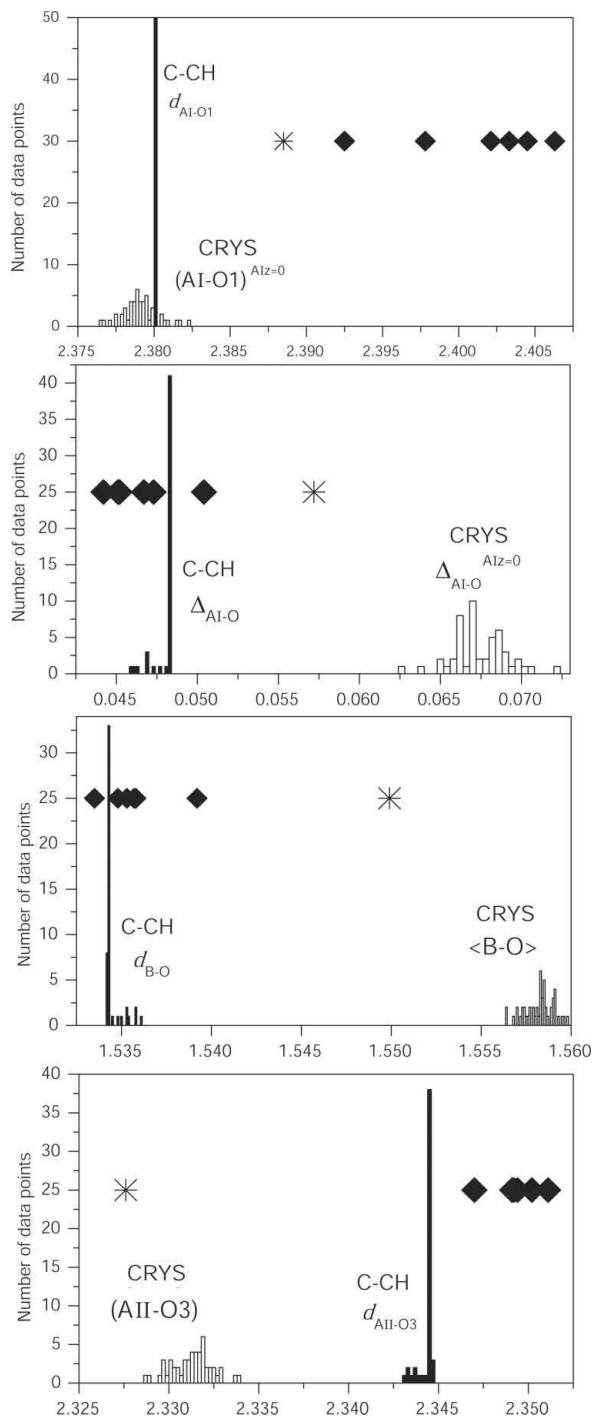 50
40
30
20
10
0
Number of data points
C-CH
dAI-O1
CRYS
(AI-O1) AIz=0
2.375 2.380 2.385 2.390 2.395 2.400 2.405
40
35
30
25
20
15
10
5
0
Number of data points
C-CH
ΔAI-O
CRYS
ΔAI-O AIz=0
0.045 0.050 0.055 0.060 0.065 0.070
30
25
20
15
10
5
0
Number of data points
C-CH
dB-O
CRYS
<B-O>
1.535 1.540 1.545 1.550 1.555 1.560
40
35
30
25
20
15
10
5
0
Number of data points
CRYS
(AII-O3)
C-CH
dAII-O3
2.325 2.330 2.335 2.340 2.345 2.350